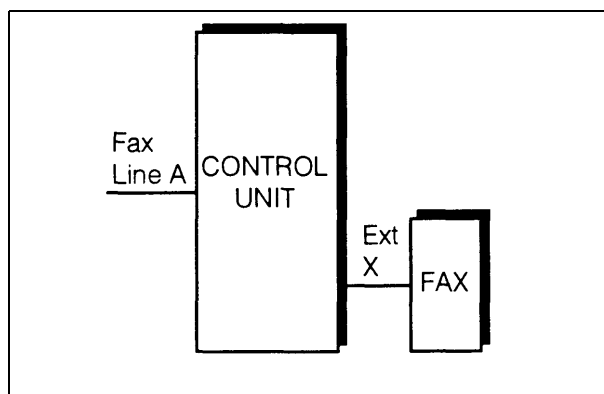 Fax
Line A
CONTROL
UNIT
Ext
X
FAX